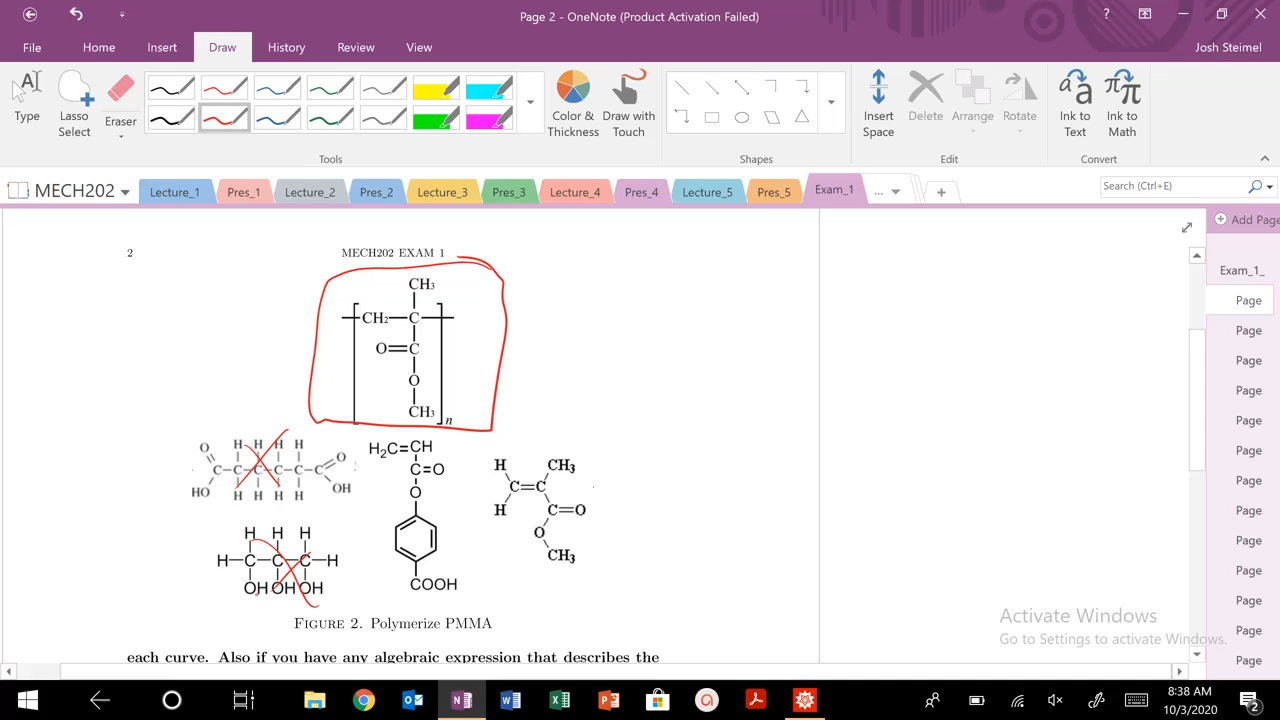 Page 2 - OneNote (Product Activation Failed)
?
File Home Insert Draw History Review View Josh Steimel
Type Lasso Select Eraser Color & Thickness Draw with Touch Insert Space Delete Arrange Rotate Ink to Text Ink to Math
Tools Shapes Edit Convert
MECH202 Lecture_1 Pres_1 Lecture_2 Pres_2 Lecture_3 Pres_3 Lecture_4 Pres_4 Lecture_5 Pres_5 Exam_1 ... Search (Ctrl+E)
Add Page
Exam_1_
Page
Page
Page
Page
Page
Page
Page
Page
Page
Page
Page
Page
Page
2 MECH202 EXAM 1
CH3
CH2 C
O=C
O
CH3 n
O H H H H O
C-C-C-C-C-C
HO H H H H OH
H2C=CH
C=O
O
COOH
H CH3
C=C
H C=O
O
CH3
H H H
H-C-C-C-H
OH OH OH
FIGURE 2. Polymerize PMMA
each curve. Also if you have any algebraic expression that describes the
Activate Windows
Go to Settings to activate Windows.
8:38 AM
10/3/2020
2